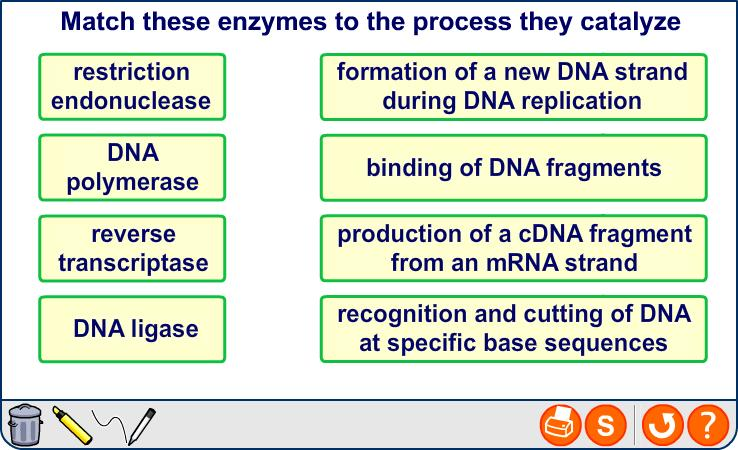 Match these enzymes to the process they catalyze
restriction
endonuclease
formation of a new DNA strand
during DNA replication
DNA
polymerase
binding of DNA fragments
reverse
transcriptase
production of a cDNA fragment
from an mRNA strand
DNA ligase
recognition and cutting of DNA
at specific base sequences
S
?